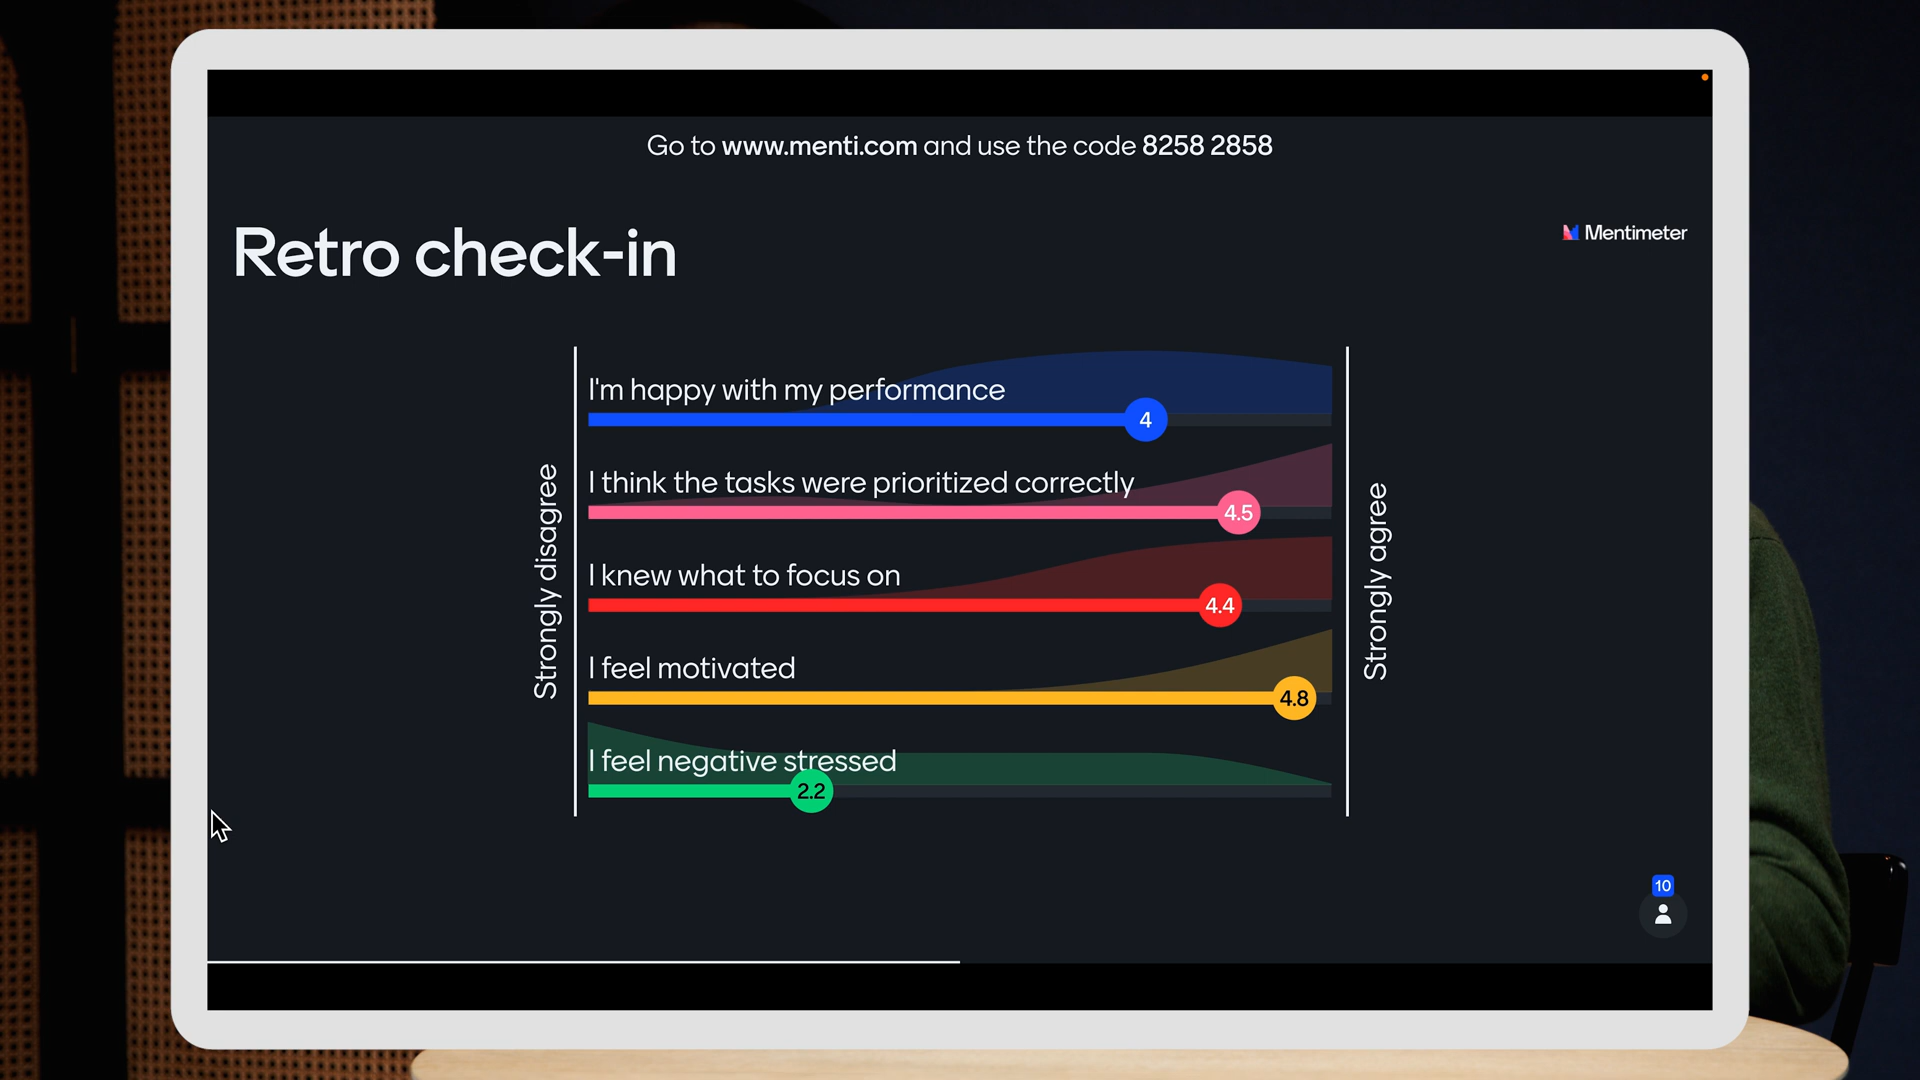 Go to www.menti.com and use the code 8258 2858
Retro check-in
Mentimeter
I'm happy with my performance
4
I think the tasks were prioritized correctly
4.5
Strongly disagree
Strongly agree
I knew what to focus on
4.4
I feel motivated
4.8
I feel negative stressed
2.2
10